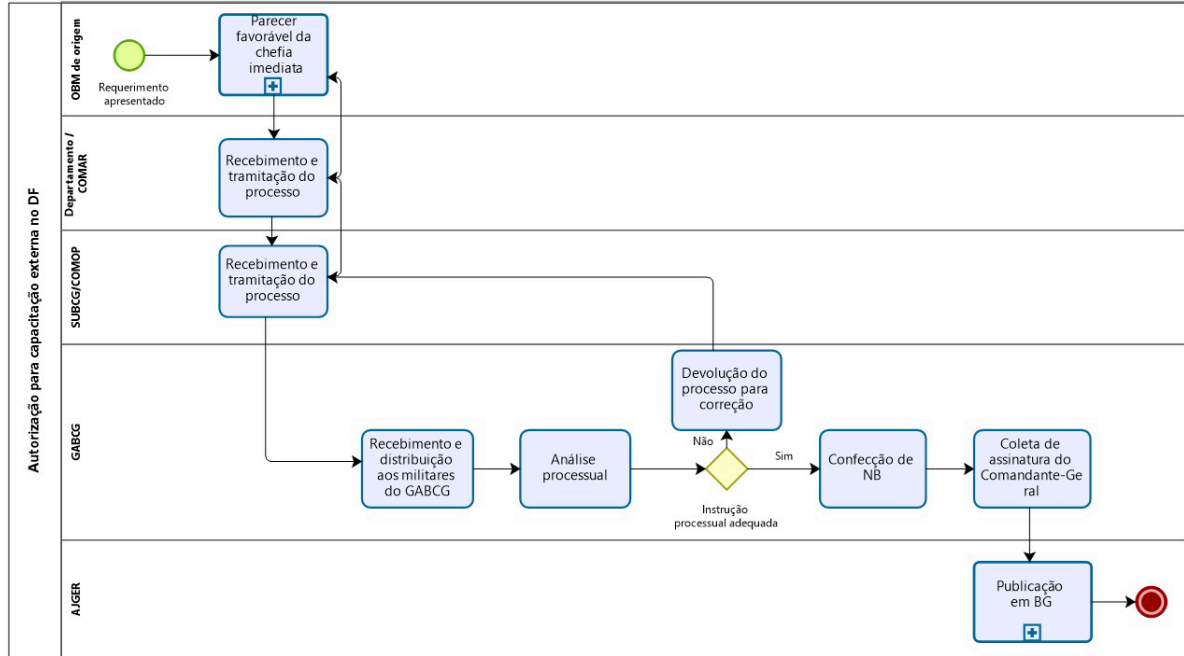 Autorização para capacitação externa no DF
OBM de origem
Requerimento
apresentado
Parecer
favorável da
chefia
imediata
Departamento /
COMAR
Recebimento e
tramitação do
processo
SUBCG/COMOP
Recebimento e
tramitação do
processo
GABCG
Recebimento e
distribuição
aos militares
do GABCG
Análise
processual
Devolução do
processo para
correção
Não
Sim
Instrução
processual adequada
Confecção de
NB
Coleta de
assinatura do
Comandante-Ge
ral
AJGER
Publicação
em BG